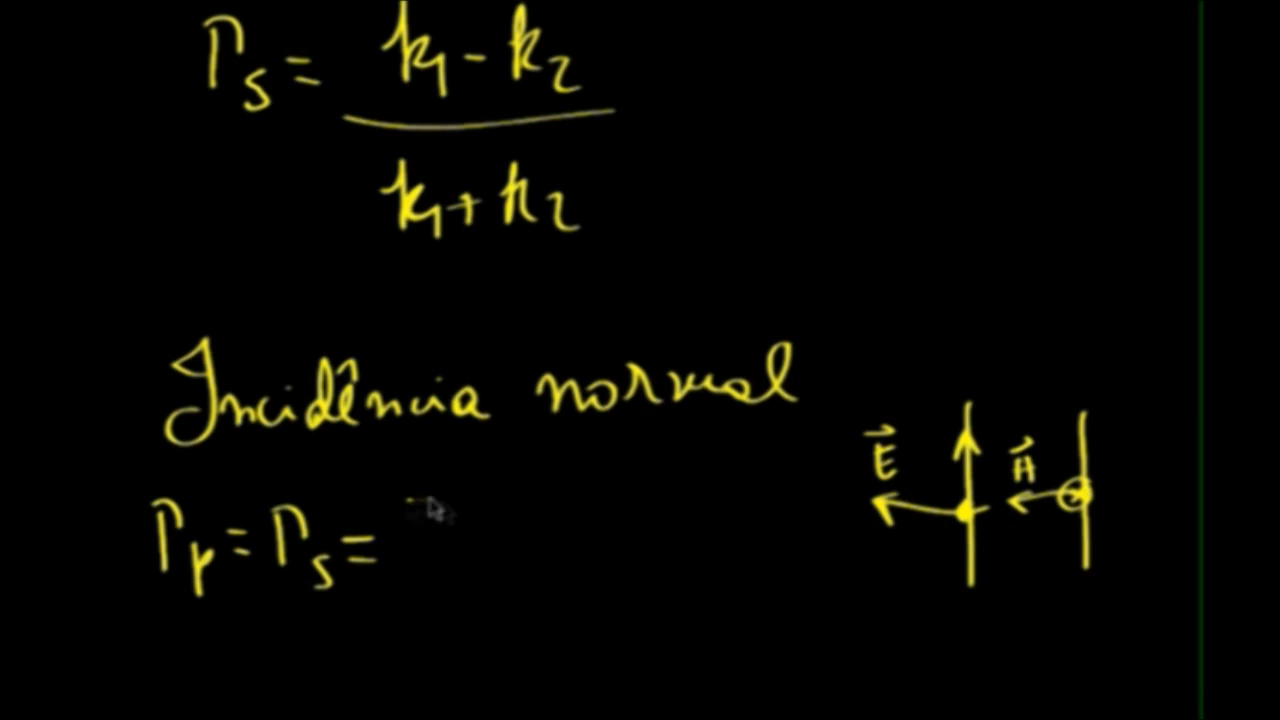 Γs = k1 - k2
k1 + k2
Incidência normal
E⃗ H⃗
Γp = Γs =